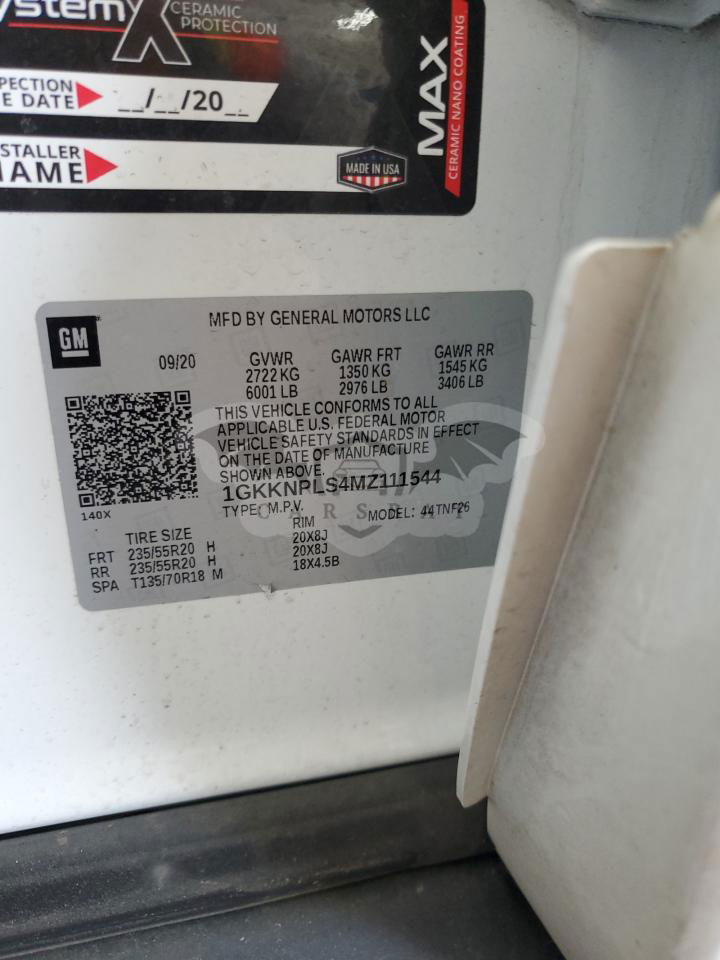 ystem X CERAMIC
PROTECTION
PECTION
E DATE __/__/20__
STALLER
NAME
MADE IN USA
MAX
CERAMIC NANO COATING
GM
MFD BY GENERAL MOTORS LLC
09/20 GVWR GAWR FRT GAWR RR
2722 KG 1350 KG 1545 KG
6001 LB 2976 LB 3406 LB
THIS VEHICLE CONFORMS TO ALL
APPLICABLE U.S. FEDERAL MOTOR
VEHICLE SAFETY STANDARDS IN EFFECT
ON THE DATE OF MANUFACTURE
SHOWN ABOVE.
1GKKNPLS4MZ111544
140X
TYPE: M.P.V. MODEL: 44TNF26
TIRE SIZE RIM
FRT 235/55R20 H 20X8J
RR 235/55R20 H 20X8J
SPA T135/70R18 M 18X4.5B